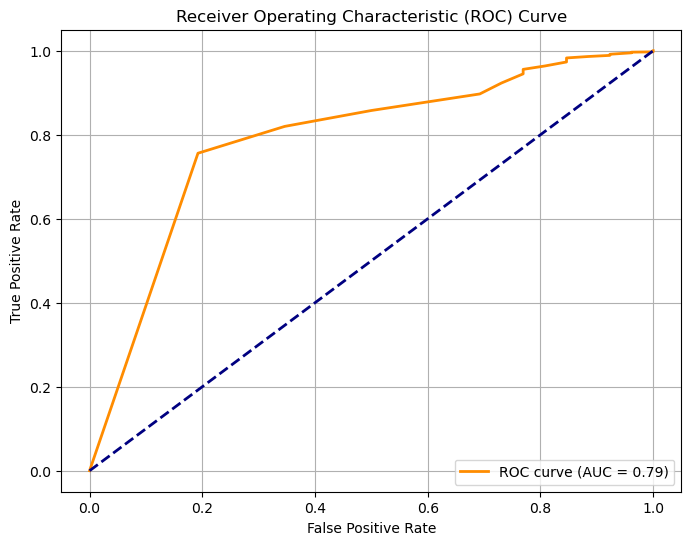 Receiver Operating Characteristic (ROC) Curve
True Positive Rate
1.0
0.8
0.6
0.4
0.2
0.0
ROC curve (AUC = 0.79)
0.0 0.2 0.4 0.6 0.8 1.0
False Positive Rate